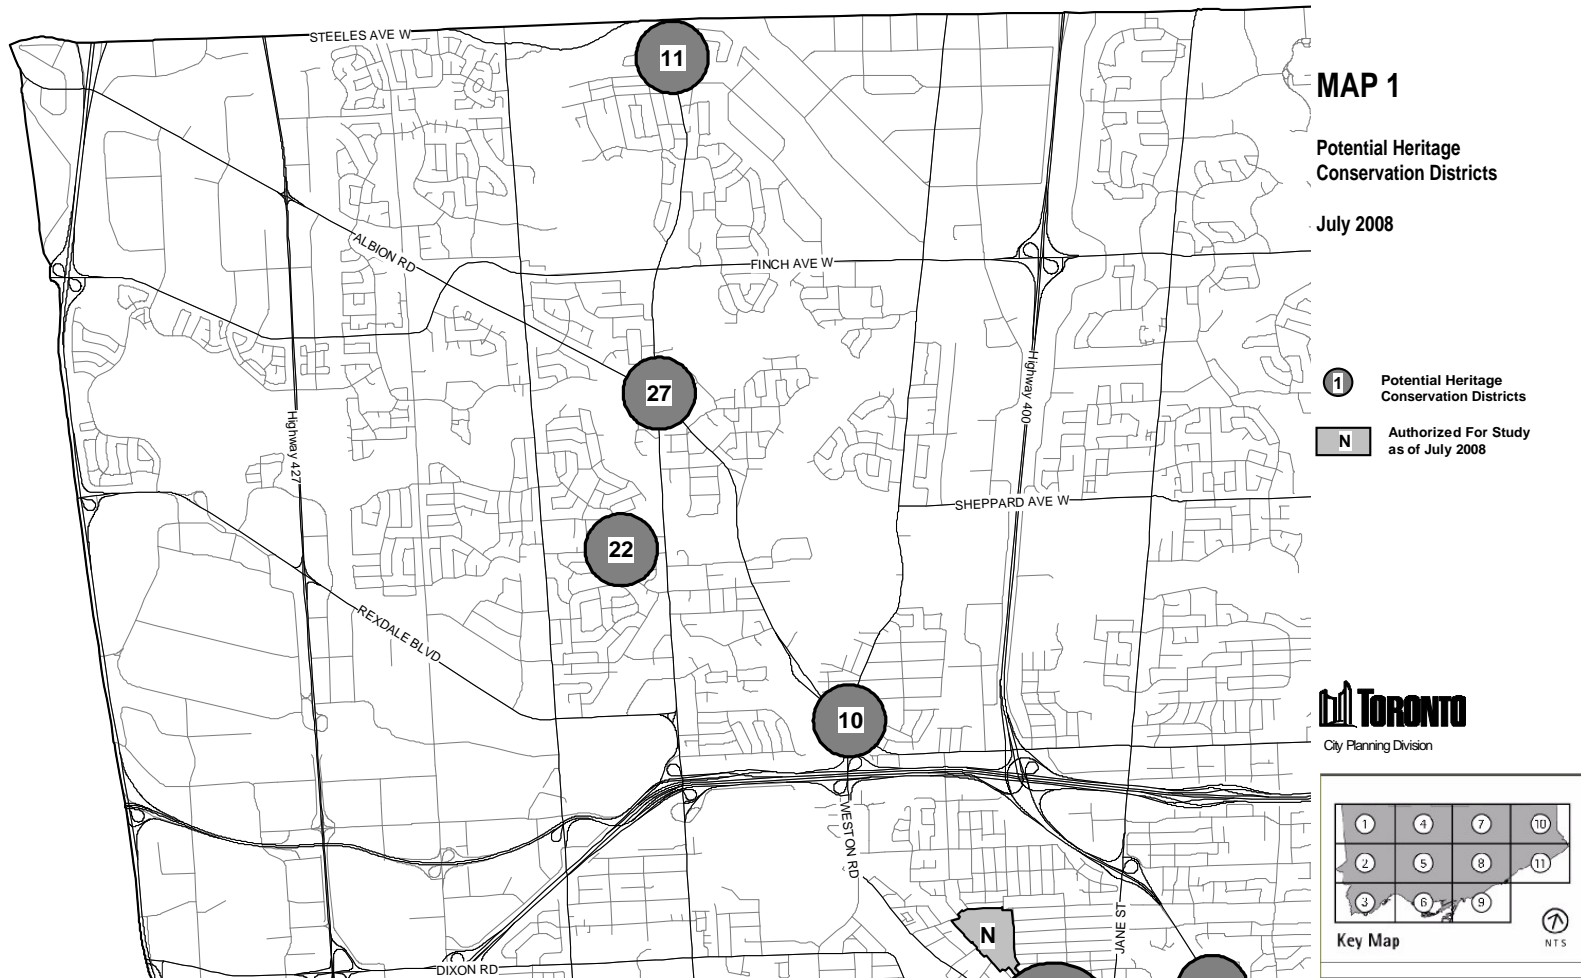 STEELES AVE W
11
MAP 1
Potential Heritage
Conservation Districts
July 2008
ALBION RD
FINCH AVE W
27
Highway 427
Highway 400
1
Potential Heritage
Conservation Districts
N
Authorized For Study
as of July 2008
SHEPPARD AVE W
22
REXDALE BLVD
10
WESTON RD
N
JANE ST
DIXON RD
TORONTO
City Planning Division
1 4 7 10
2 5 8 11
3 6 9
Key Map
NTS